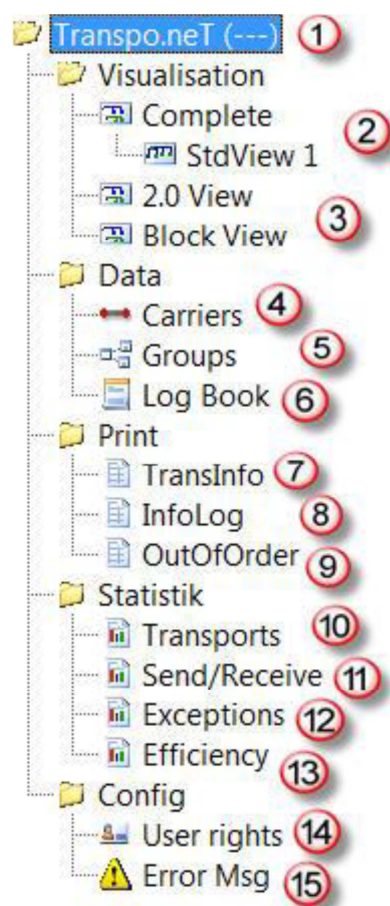 Transpo.neT (---) 1
Visualisation
Complete
2
StdView 1
2.0 View
3
Block View
Data
Carriers 4
Groups 5
Log Book 6
Print
TransInfo 7
InfoLog 8
OutOfOrder 9
Statistik
Transports 10
Send/Receive 11
Exceptions 12
Efficiency 13
Config
User rights 14
Error Msg 15